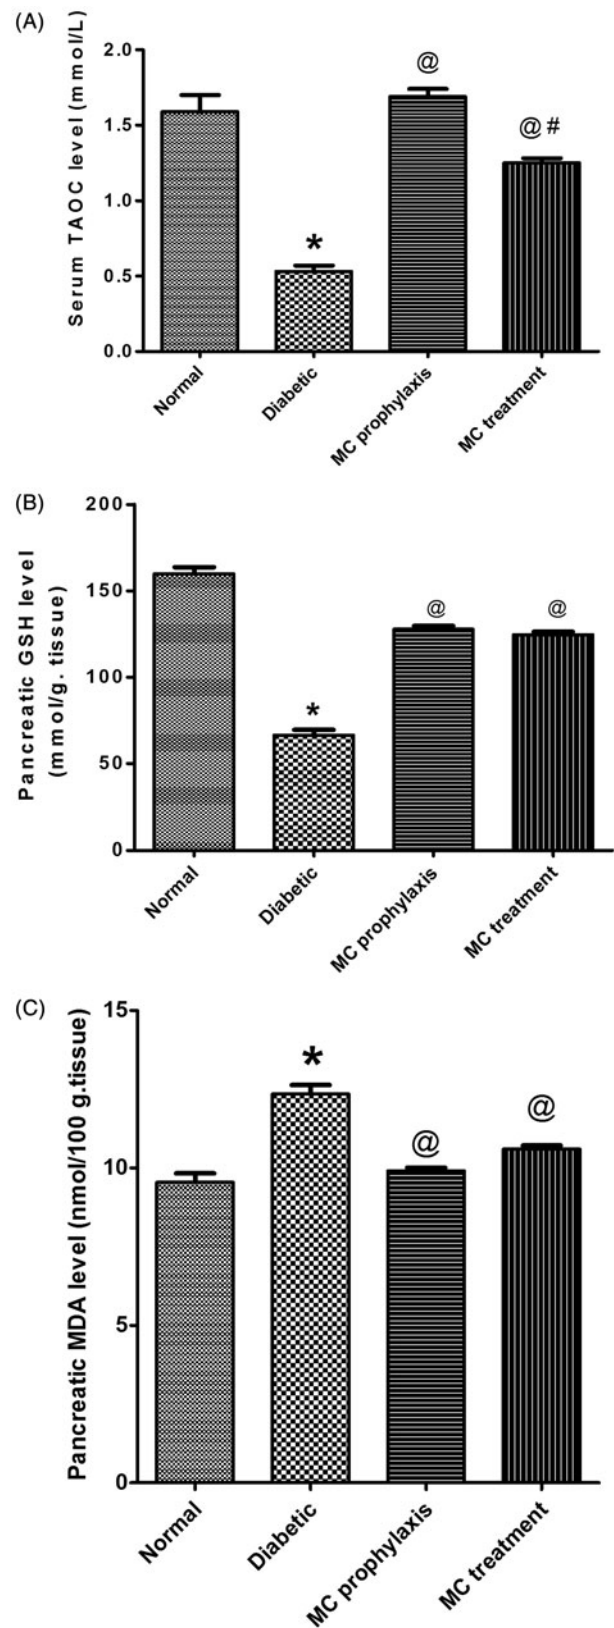 (A)
Serum TAOC level (mmol/L)
2.0
1.5
1.0
0.5
0.0
@
@ #
*
Normal
Diabetic
MC prophylaxis
MC treatment
(B)
Pancreatic GSH level
(mmol/g. tissue)
200
150
100
50
0
*
@
@
Normal
Diabetic
MC prophylaxis
MC treatment
(C)
Pancreatic MDA level (nmol/100 g.tissue)
15
10
5
0
*
@
@
Normal
Diabetic
MC prophylaxis
MC treatment